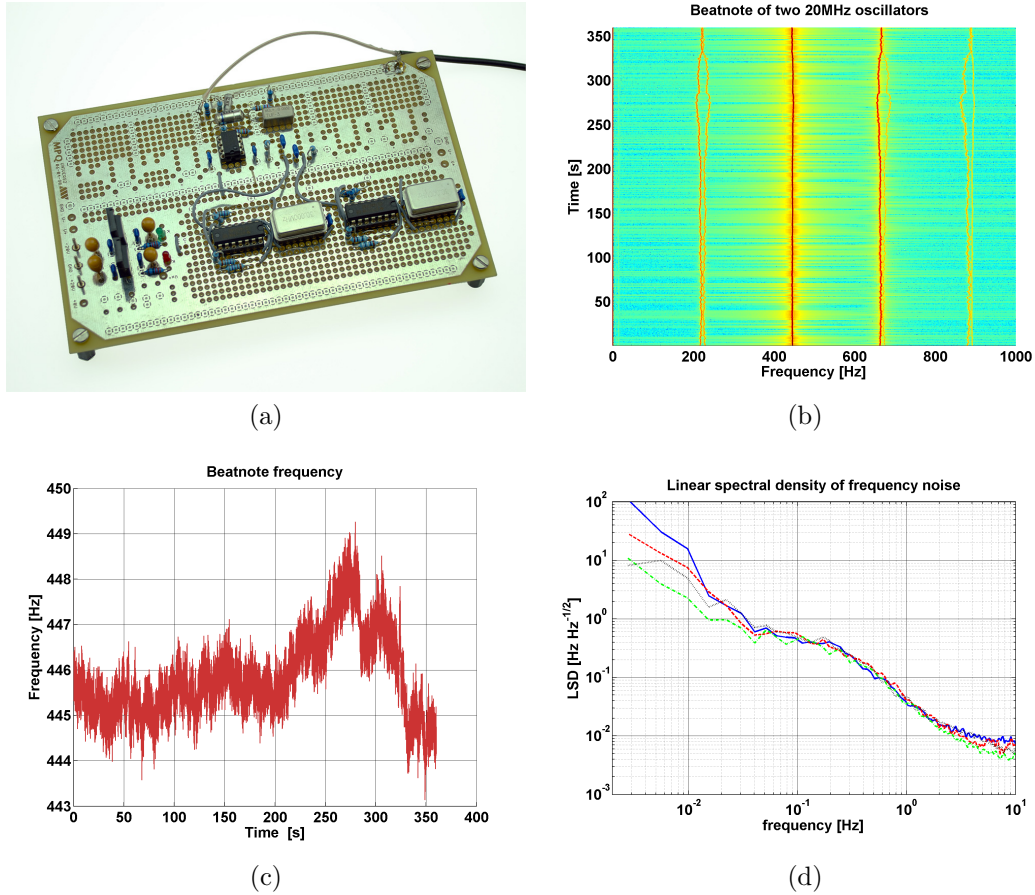 Beatnote of two 20MHz oscillators
Time [s]
350
300
250
200
150
100
50
0 200 400 600 800 1000
Frequency [Hz]
MPQ
(a)
(b)
Beatnote frequency
Frequency [Hz]
450
449
448
447
446
445
444
443
0 50 100 150 200 250 300 350 400
Time [s]
(c)
Linear spectral density of frequency noise
LSD [Hz Hz^-1/2]
10^2
10^1
10^0
10^-1
10^-2
10^-3
10^-2 10^-1 10^0 10^1
frequency [Hz]
(d)